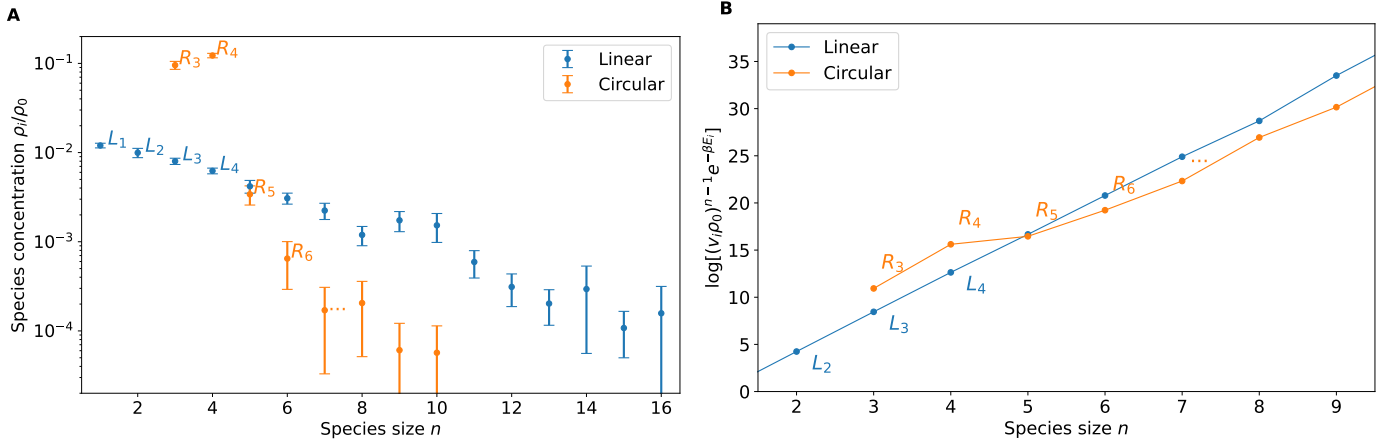 A
Species concentration ρᵢ/ρ₀
10⁻¹
10⁻²
10⁻³
10⁻⁴
R₃
R₄
L₁
L₂
L₃
L₄
R₅
R₆
...
Linear
Circular
2
4
6
8
10
12
14
16
Species size n
B
log[(vᵢρ₀)ⁿ⁻¹e^{-βEᵢ}]
35
30
25
20
15
10
5
0
Linear
Circular
...
R₆
R₅
R₄
R₃
L₄
L₃
L₂
2
3
4
5
6
7
8
9
Species size n